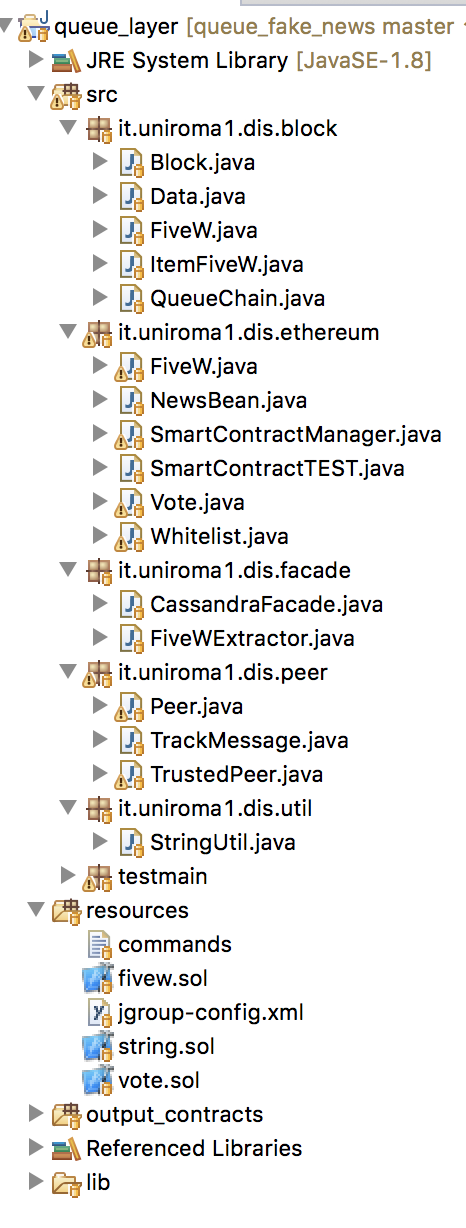 queue_layer [queue_fake_news master
JRE System Library [JavaSE-1.8]
src
it.uniroma1.dis.block
Block.java
Data.java
FiveW.java
ItemFiveW.java
QueueChain.java
it.uniroma1.dis.ethereum
FiveW.java
NewsBean.java
SmartContractManager.java
SmartContractTEST.java
Vote.java
Whitelist.java
it.uniroma1.dis.facade
CassandraFacade.java
FiveWExtractor.java
it.uniroma1.dis.peer
Peer.java
TrackMessage.java
TrustedPeer.java
it.uniroma1.dis.util
StringUtil.java
testmain
resources
commands
fivew.sol
jgroup-config.xml
string.sol
vote.sol
output_contracts
Referenced Libraries
lib